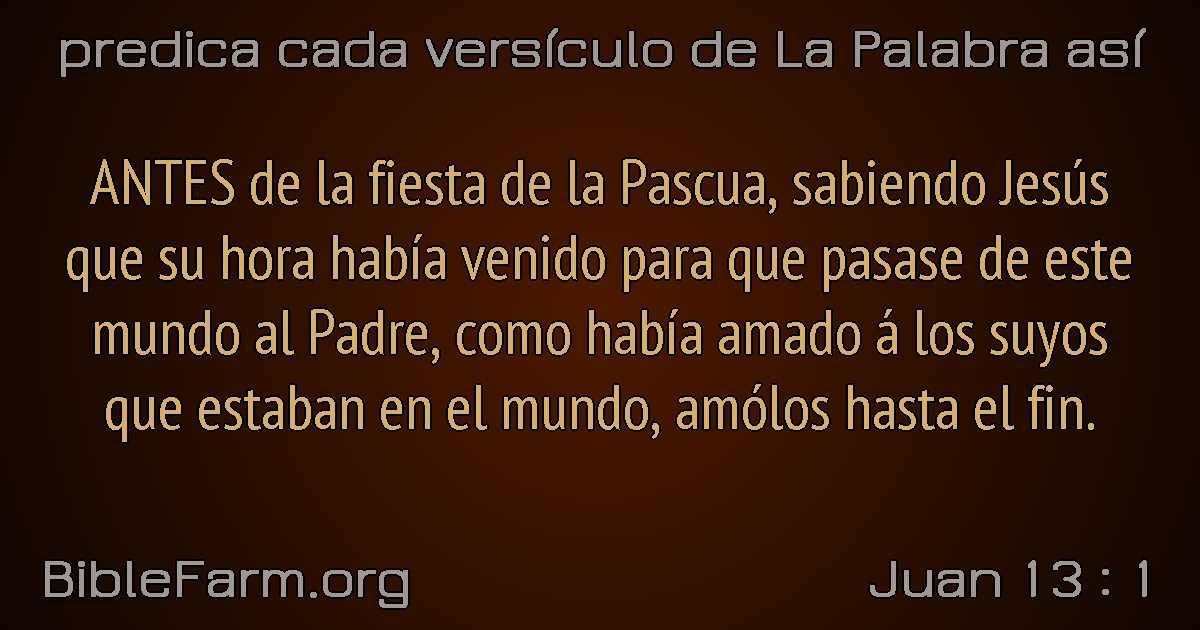 predica cada versículo de La Palabra así
ANTES de la fiesta de la Pascua, sabiendo Jesús
que su hora había venido para que pasase de este
mundo al Padre, como había amado á los suyos
que estaban en el mundo, amólos hasta el fin.
BibleFarm.org
Juan 13 : 1